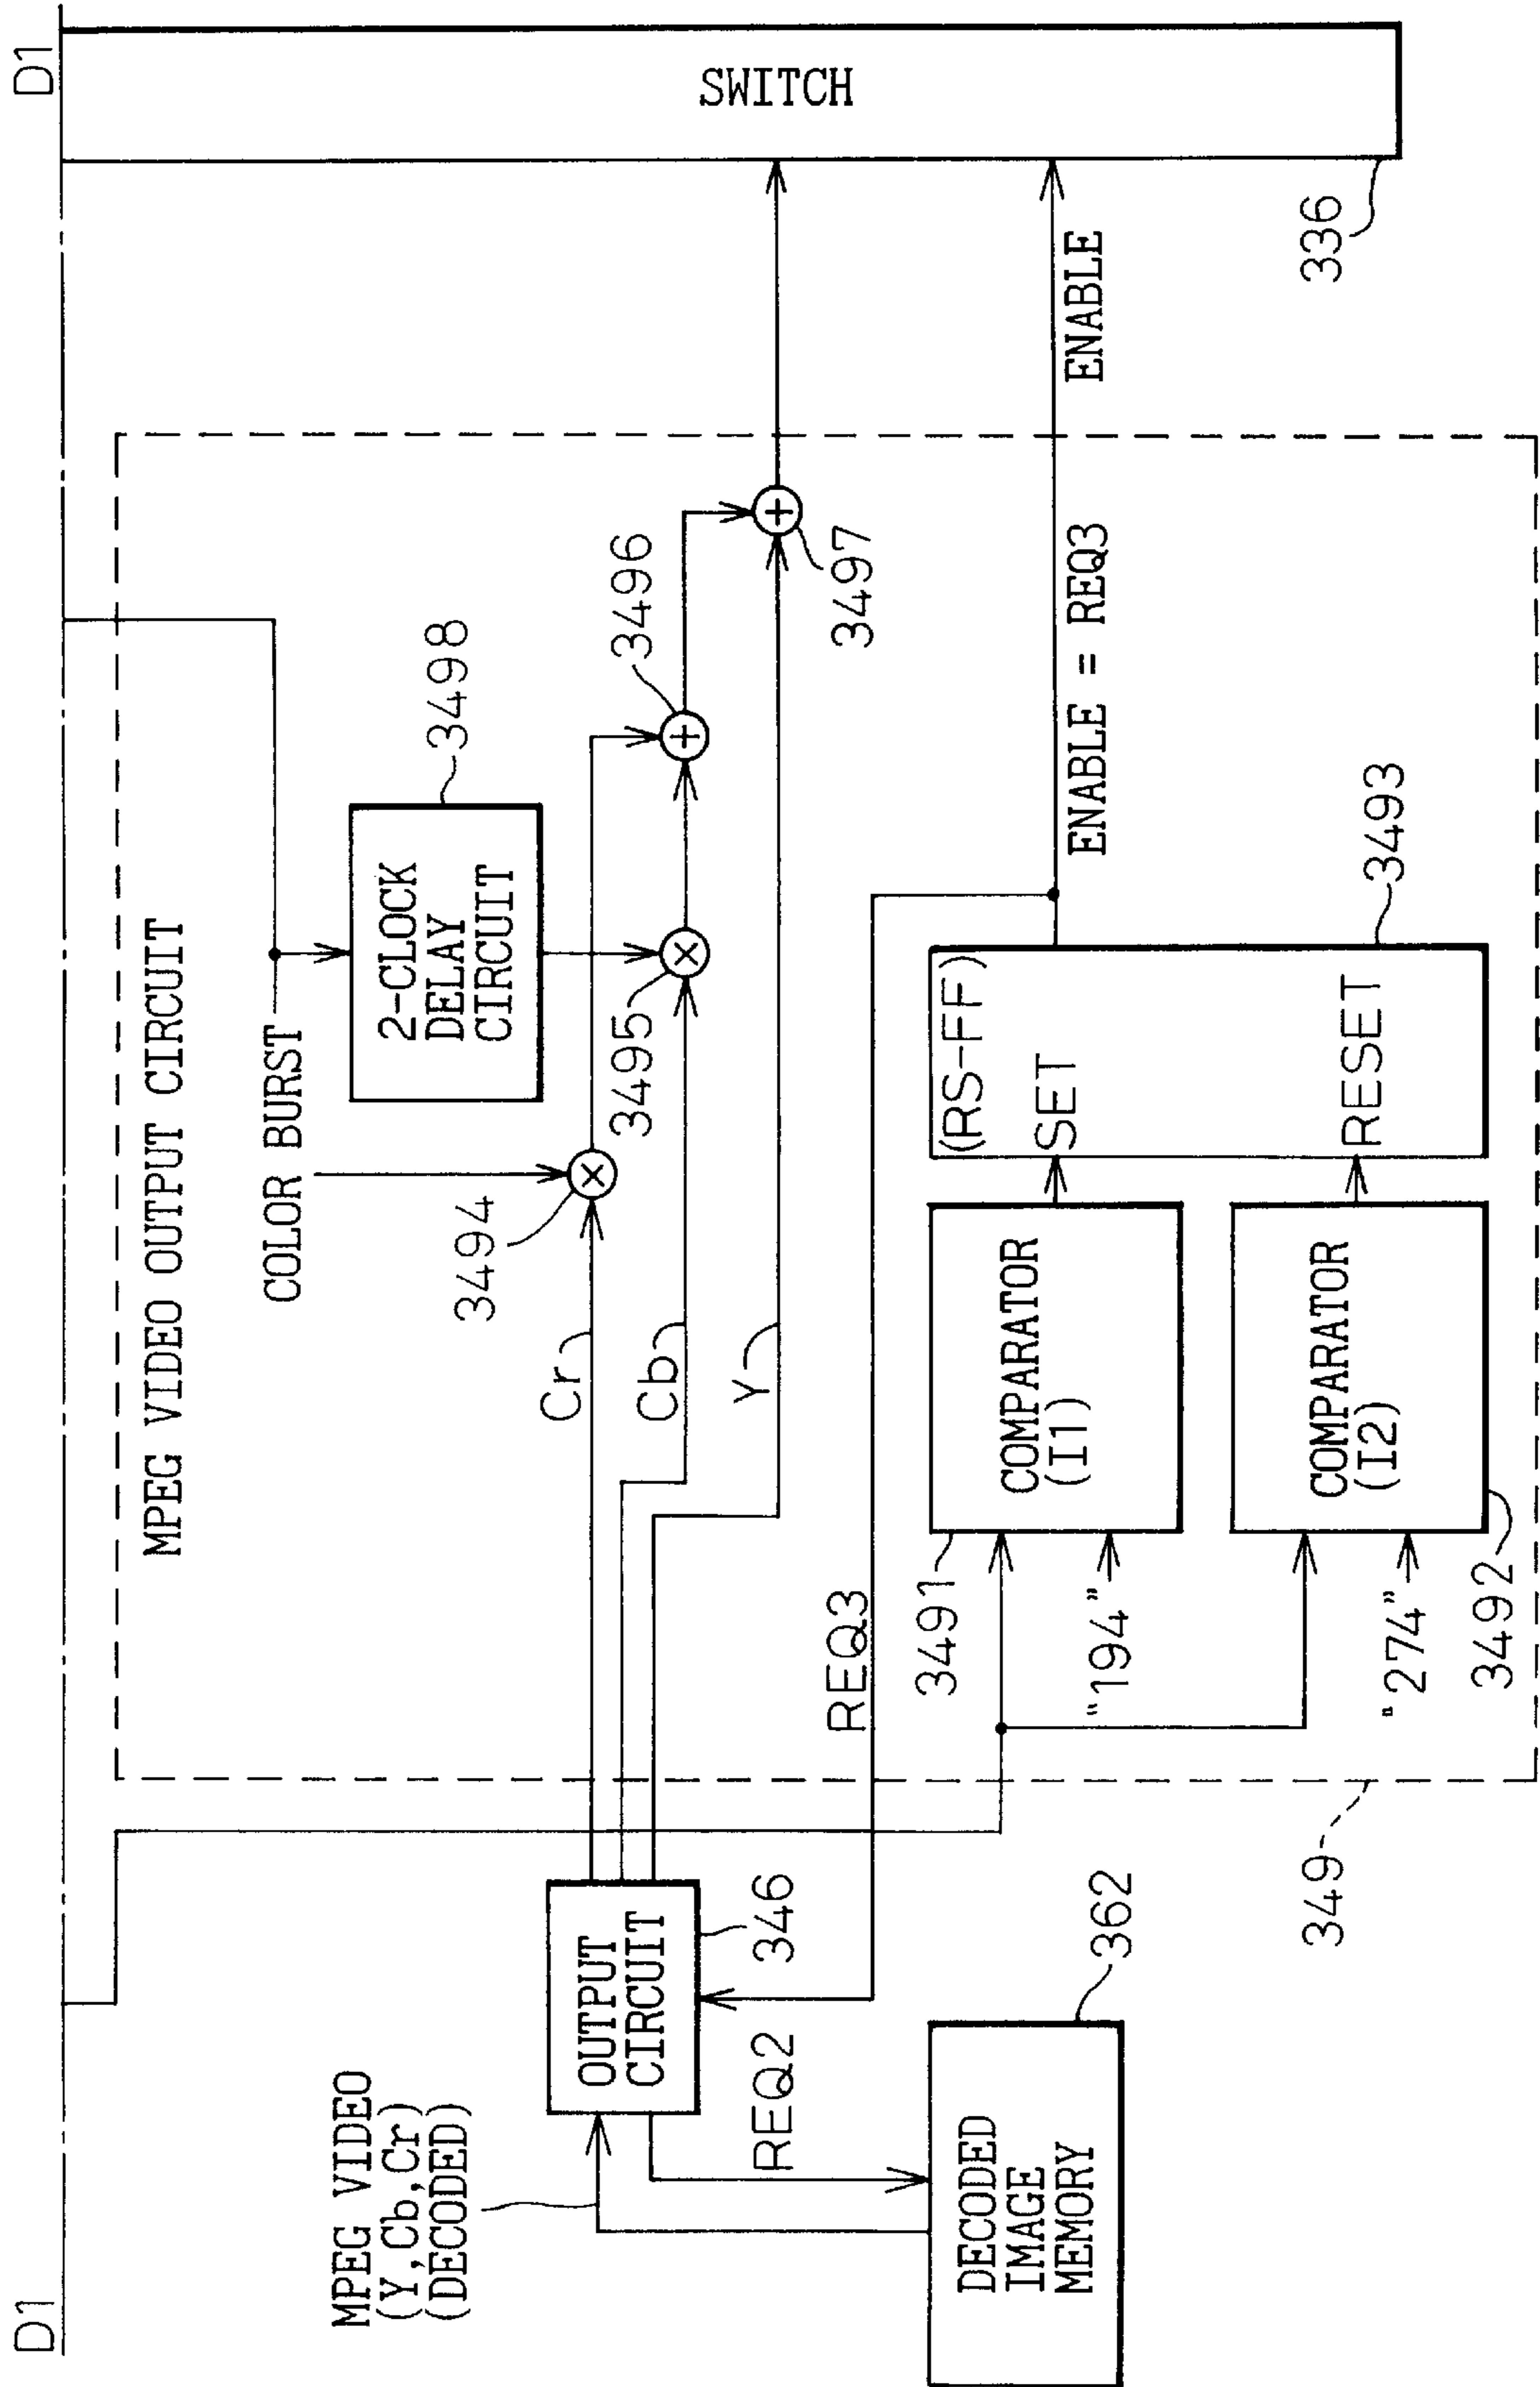 D1
D1
MPEG VIDEO OUTPUT CIRCUIT
SWITCH
336
COLOR BURST
2-CLOCK
DELAY
CIRCUIT
3498
3494
3495
3496
3497
Cr
Cb
Y
MPEG VIDEO
(Y,Cb,Cr)
(DECODED)
OUTPUT
CIRCUIT
346
REQ2
REQ3
DECODED
IMAGE
MEMORY
362
349
3491
"194"
COMPARATOR
(I1)
"274"
3492
COMPARATOR
(I2)
(RS-FF)
SET
RESET
3493
ENABLE = REQ3
ENABLE